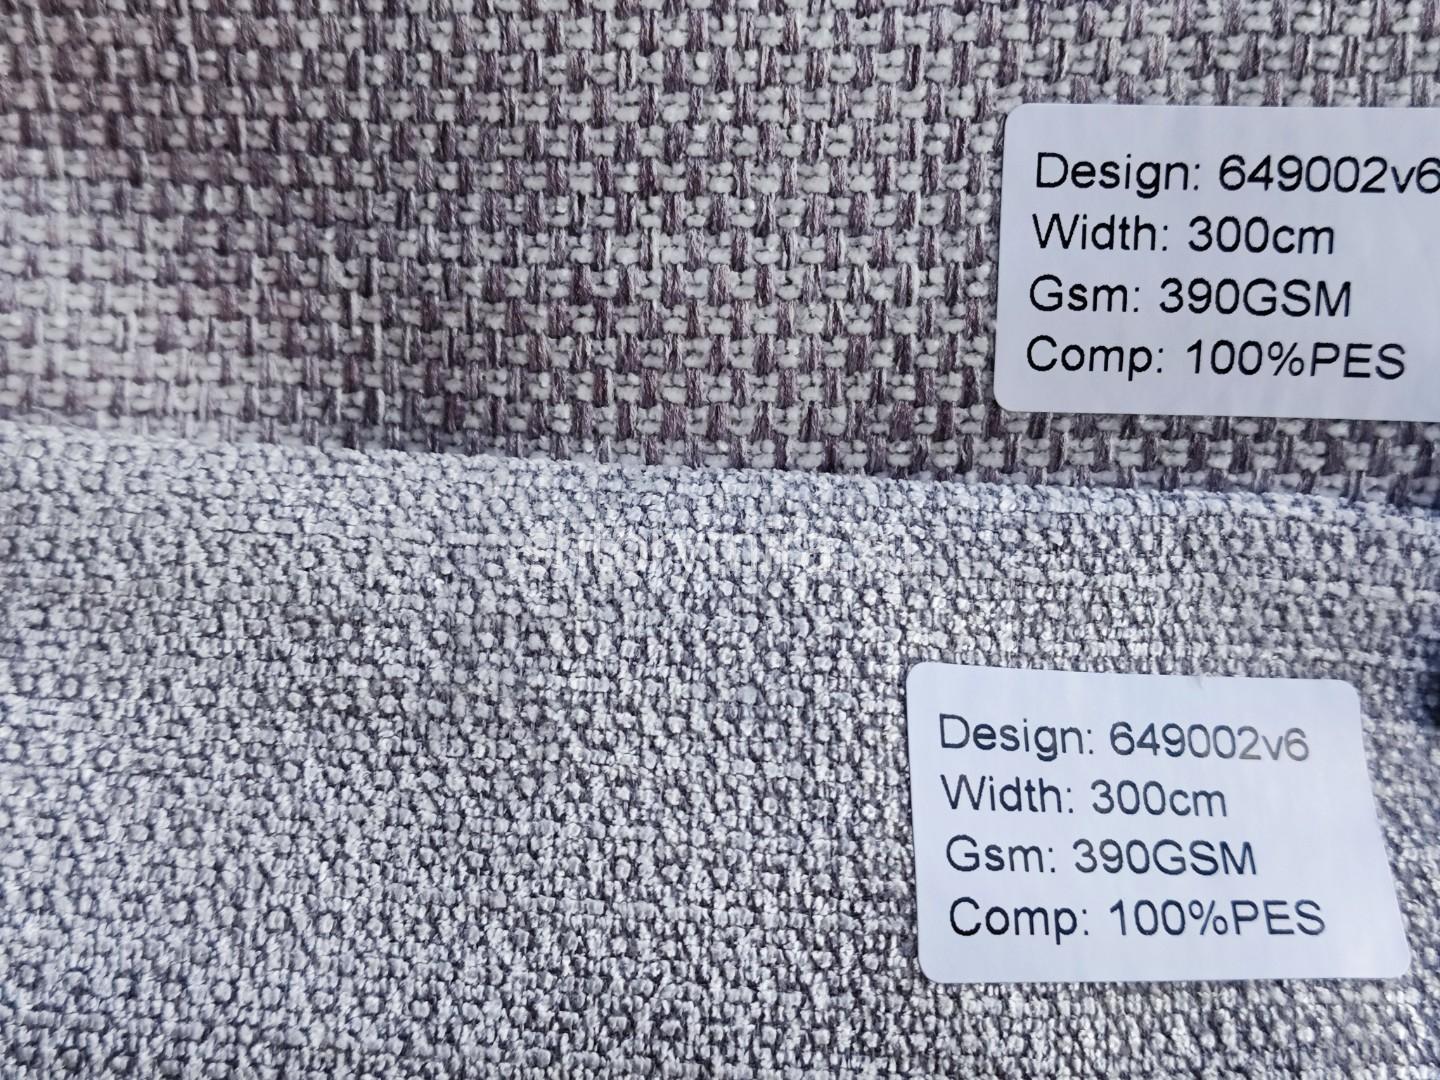 Design: 649002v6
Width: 300cm
Gsm: 390GSM
Comp: 100%PES
Design: 649002v6
Width: 300cm
Gsm: 390GSM
Comp: 100%PES